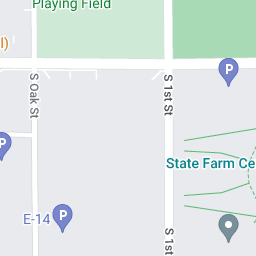 Playing Field
l)
S Oak St
S 1st St
P
P
State Farm Ce
E-14 P
S 1st